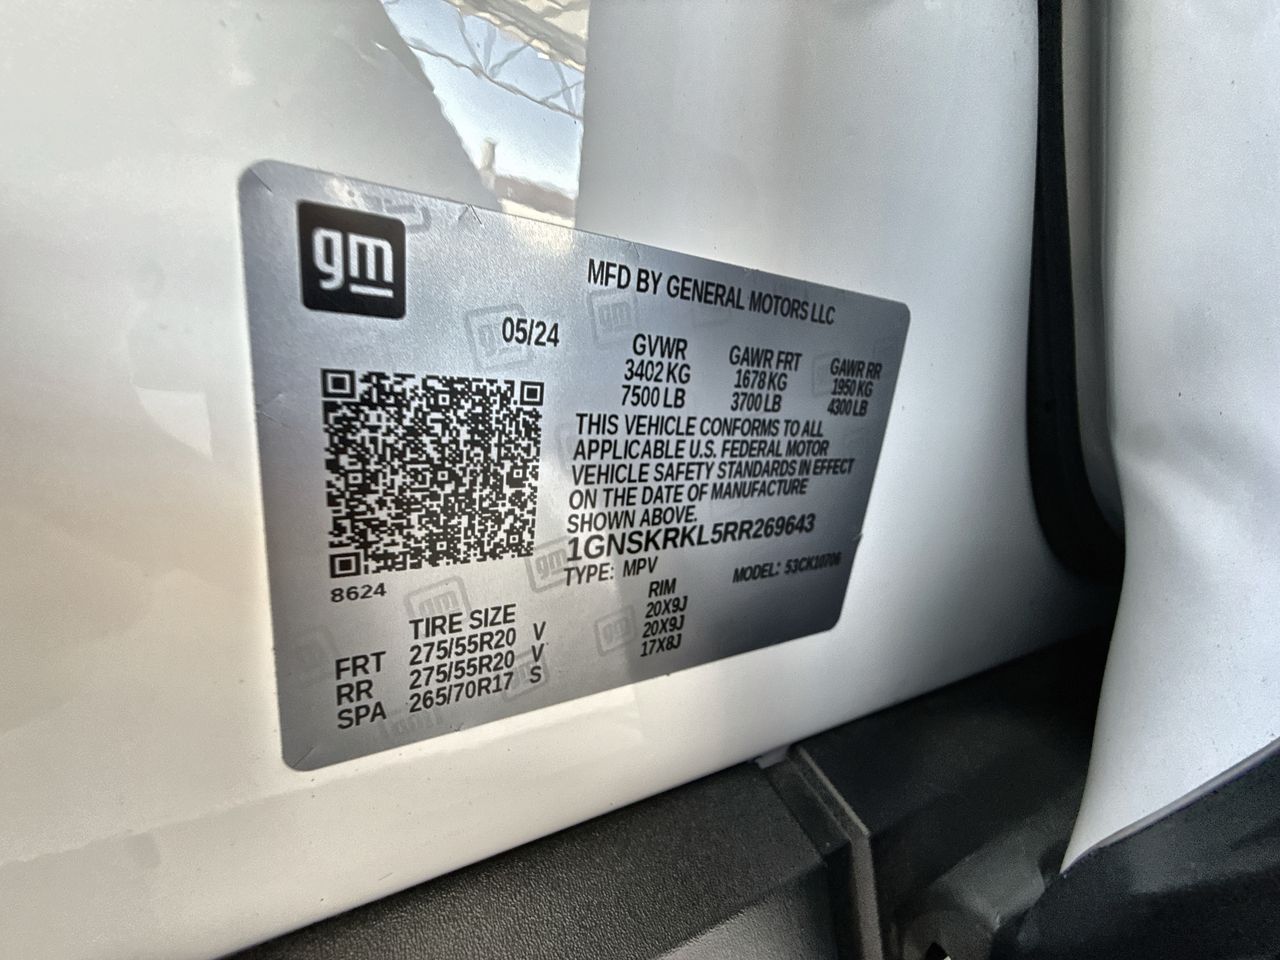 gm
MFD BY GENERAL MOTORS LLC
05/24
GVWR GAWR FRT GAWR RR
3402 KG 1678 KG 1950 KG
7500 LB 3700 LB 4300 LB
THIS VEHICLE CONFORMS TO ALL
APPLICABLE U.S. FEDERAL MOTOR
VEHICLE SAFETY STANDARDS IN EFFECT
ON THE DATE OF MANUFACTURE
SHOWN ABOVE.
1GNSKRKL5RR269643
TYPE: MPV MODEL: 53CK10706
8624
TIRE SIZE RIM
FRT 275/55R20 V 20X9J
RR 275/55R20 V 20X9J
SPA 265/70R17 S 17X8J